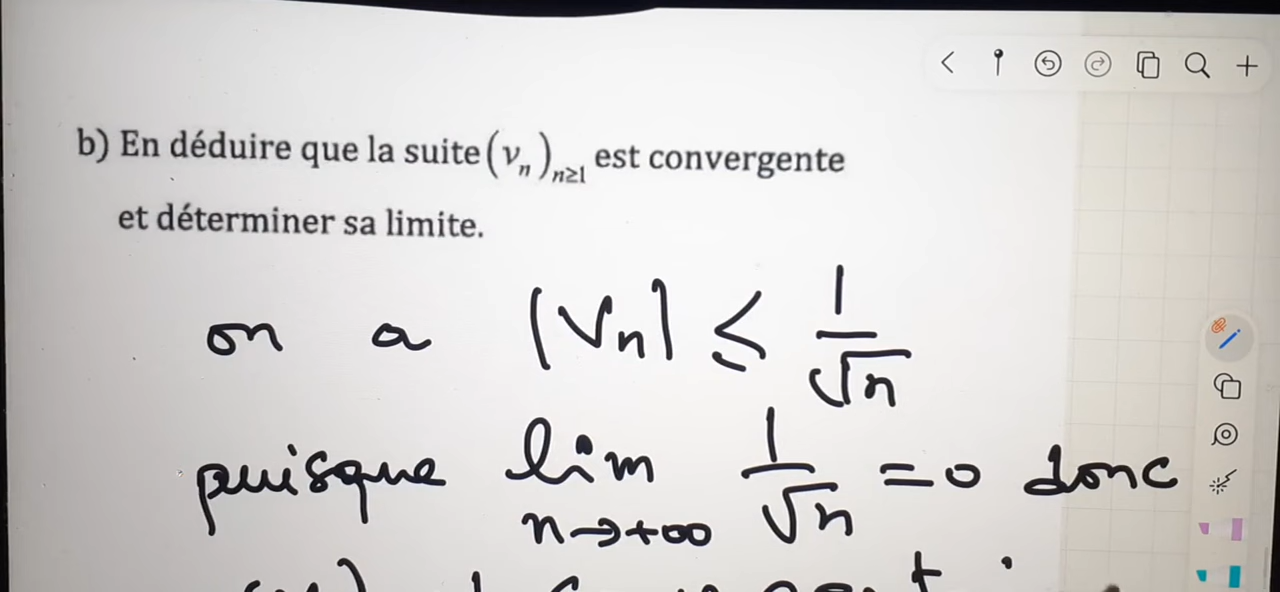 b) En déduire que la suite (vₙ)ₙ≥₁ est convergente
et déterminer sa limite.
on a |Vn| ≤ 1/√n
puisque lim n→+∞ 1/√n = 0 donc